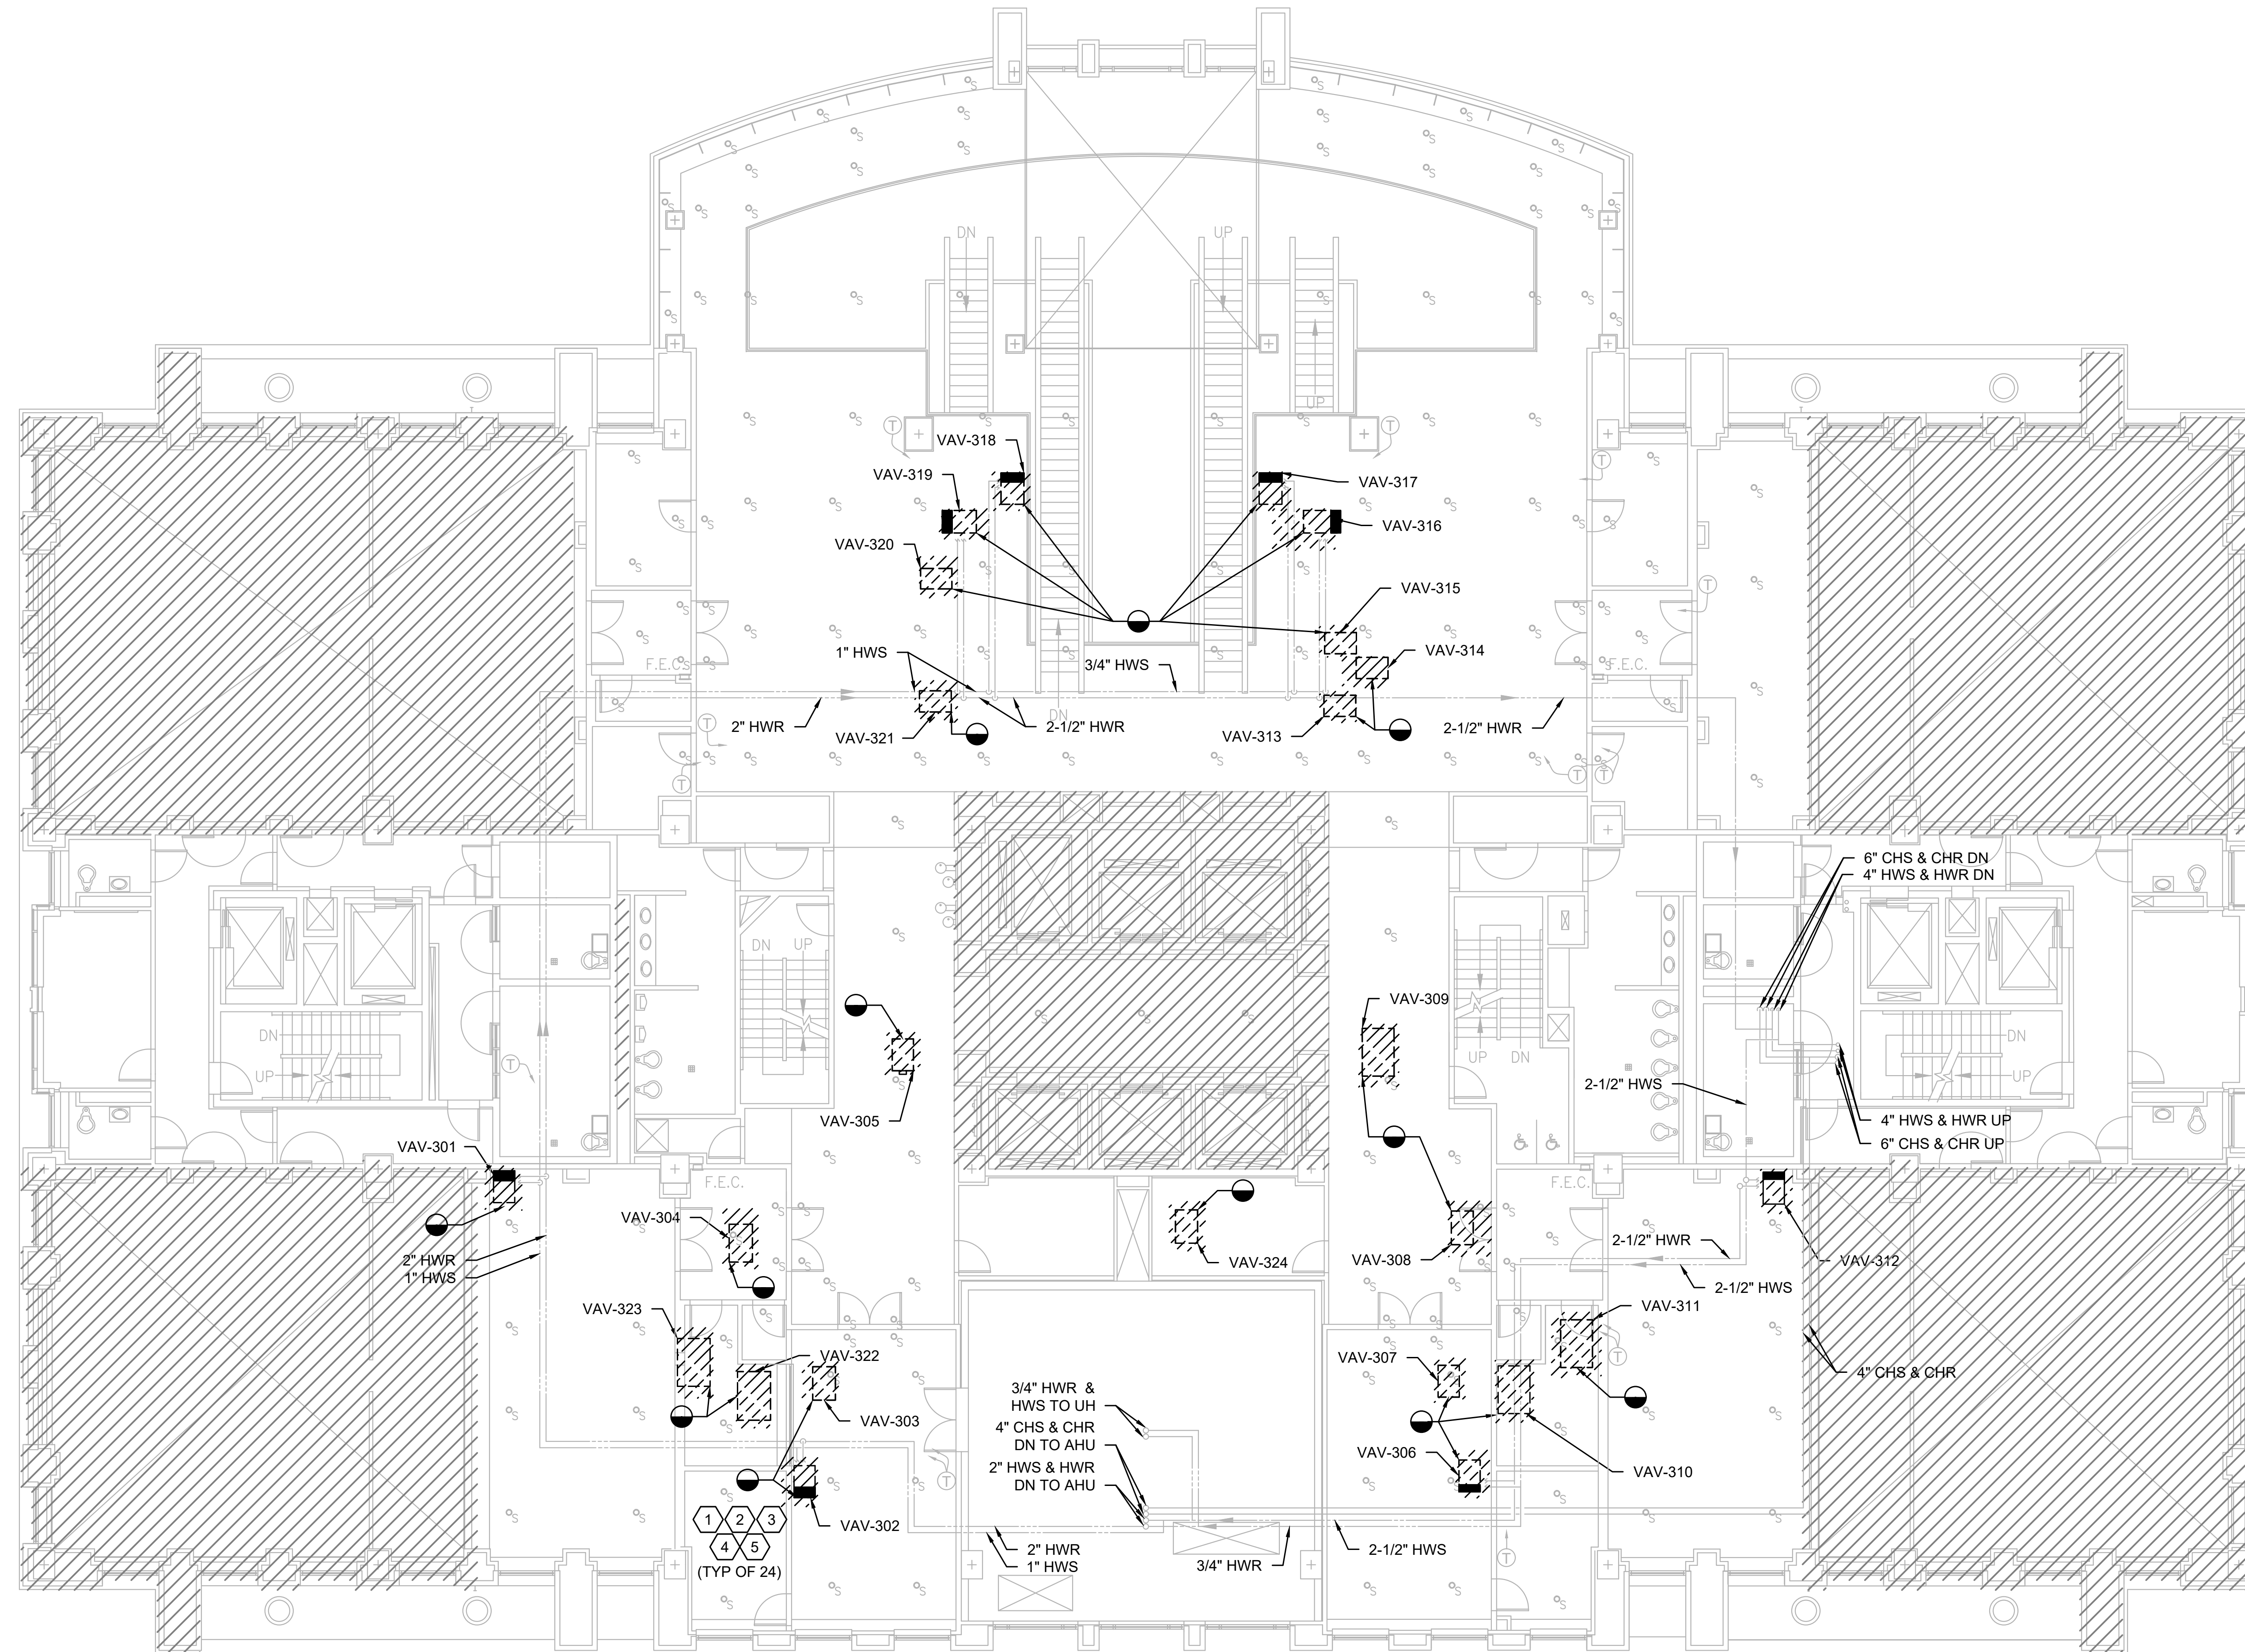 DN
UP
UP
VAV-318
VAV-319
VAV-317
VAV-316
VAV-320
VAV-315
VAV-314
1" HWS
3/4" HWS
F.E.C.
F.E.C.
2" HWR
VAV-321
2-1/2" HWR
DN
VAV-313
2-1/2" HWR
6" CHS & CHR DN
4" HWS & HWR DN
DN UP
VAV-309
DN
UP
UP DN
DN
UP
2-1/2" HWS
VAV-305
4" HWS & HWR UP
6" CHS & CHR UP
VAV-301
F.E.C.
F.E.C.
VAV-304
2" HWR
1" HWS
VAV-324
VAV-308
2-1/2" HWR
VAV-312
2-1/2" HWS
VAV-323
VAV-311
VAV-322
VAV-307
4" CHS & CHR
3/4" HWR &
HWS TO UH
VAV-303
4" CHS & CHR
DN TO AHU
2" HWS & HWR
DN TO AHU
VAV-306
VAV-310
1 2 3
4 5
(TYP OF 24)
VAV-302
2" HWR
1" HWS
3/4" HWR
2-1/2" HWS
S
T